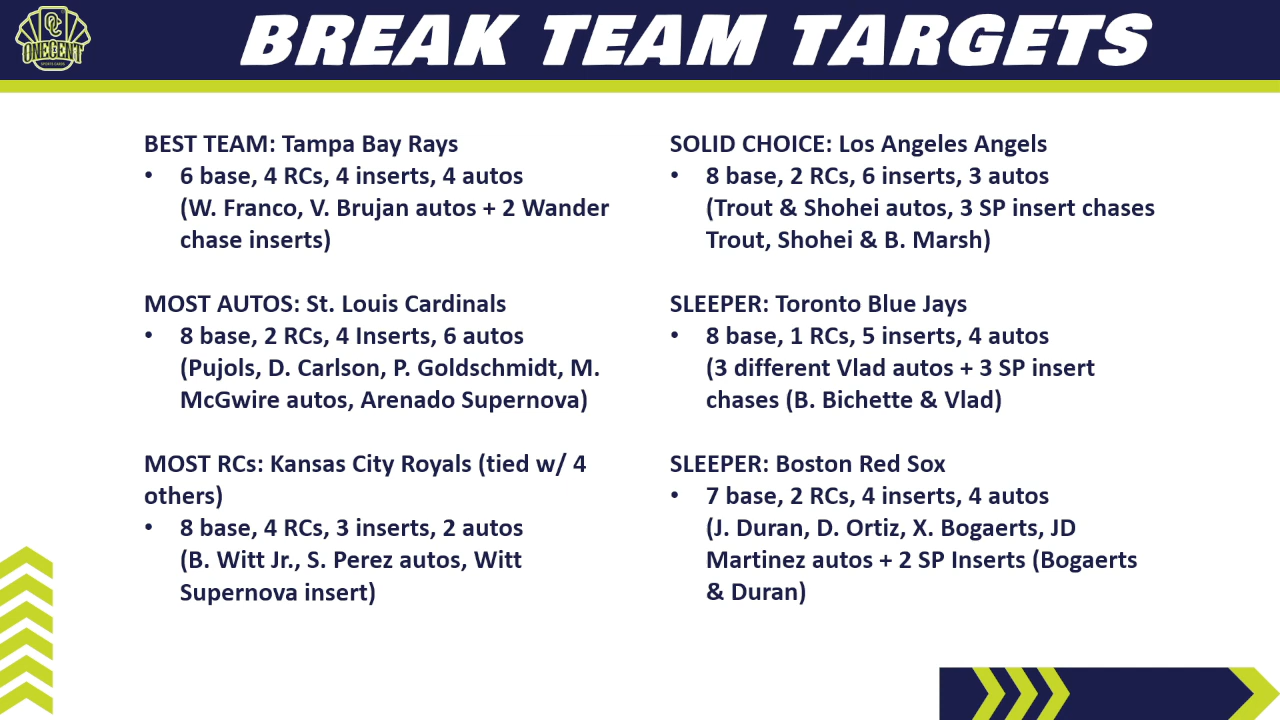 OC
ONEGENT
SPORTS CARDS
BREAK TEAM TARGETS
BEST TEAM: Tampa Bay Rays
• 6 base, 4 RCs, 4 inserts, 4 autos
(W. Franco, V. Brujan autos + 2 Wander
chase inserts)
MOST AUTOS: St. Louis Cardinals
• 8 base, 2 RCs, 4 Inserts, 6 autos
(Pujols, D. Carlson, P. Goldschmidt, M.
McGwire autos, Arenado Supernova)
MOST RCs: Kansas City Royals (tied w/ 4
others)
• 8 base, 4 RCs, 3 inserts, 2 autos
(B. Witt Jr., S. Perez autos, Witt
Supernova insert)
SOLID CHOICE: Los Angeles Angels
• 8 base, 2 RCs, 6 inserts, 3 autos
(Trout & Shohei autos, 3 SP insert chases
Trout, Shohei & B. Marsh)
SLEEPER: Toronto Blue Jays
• 8 base, 1 RCs, 5 inserts, 4 autos
(3 different Vlad autos + 3 SP insert
chases (B. Bichette & Vlad)
SLEEPER: Boston Red Sox
• 7 base, 2 RCs, 4 inserts, 4 autos
(J. Duran, D. Ortiz, X. Bogaerts, JD
Martinez autos + 2 SP Inserts (Bogaerts
& Duran)